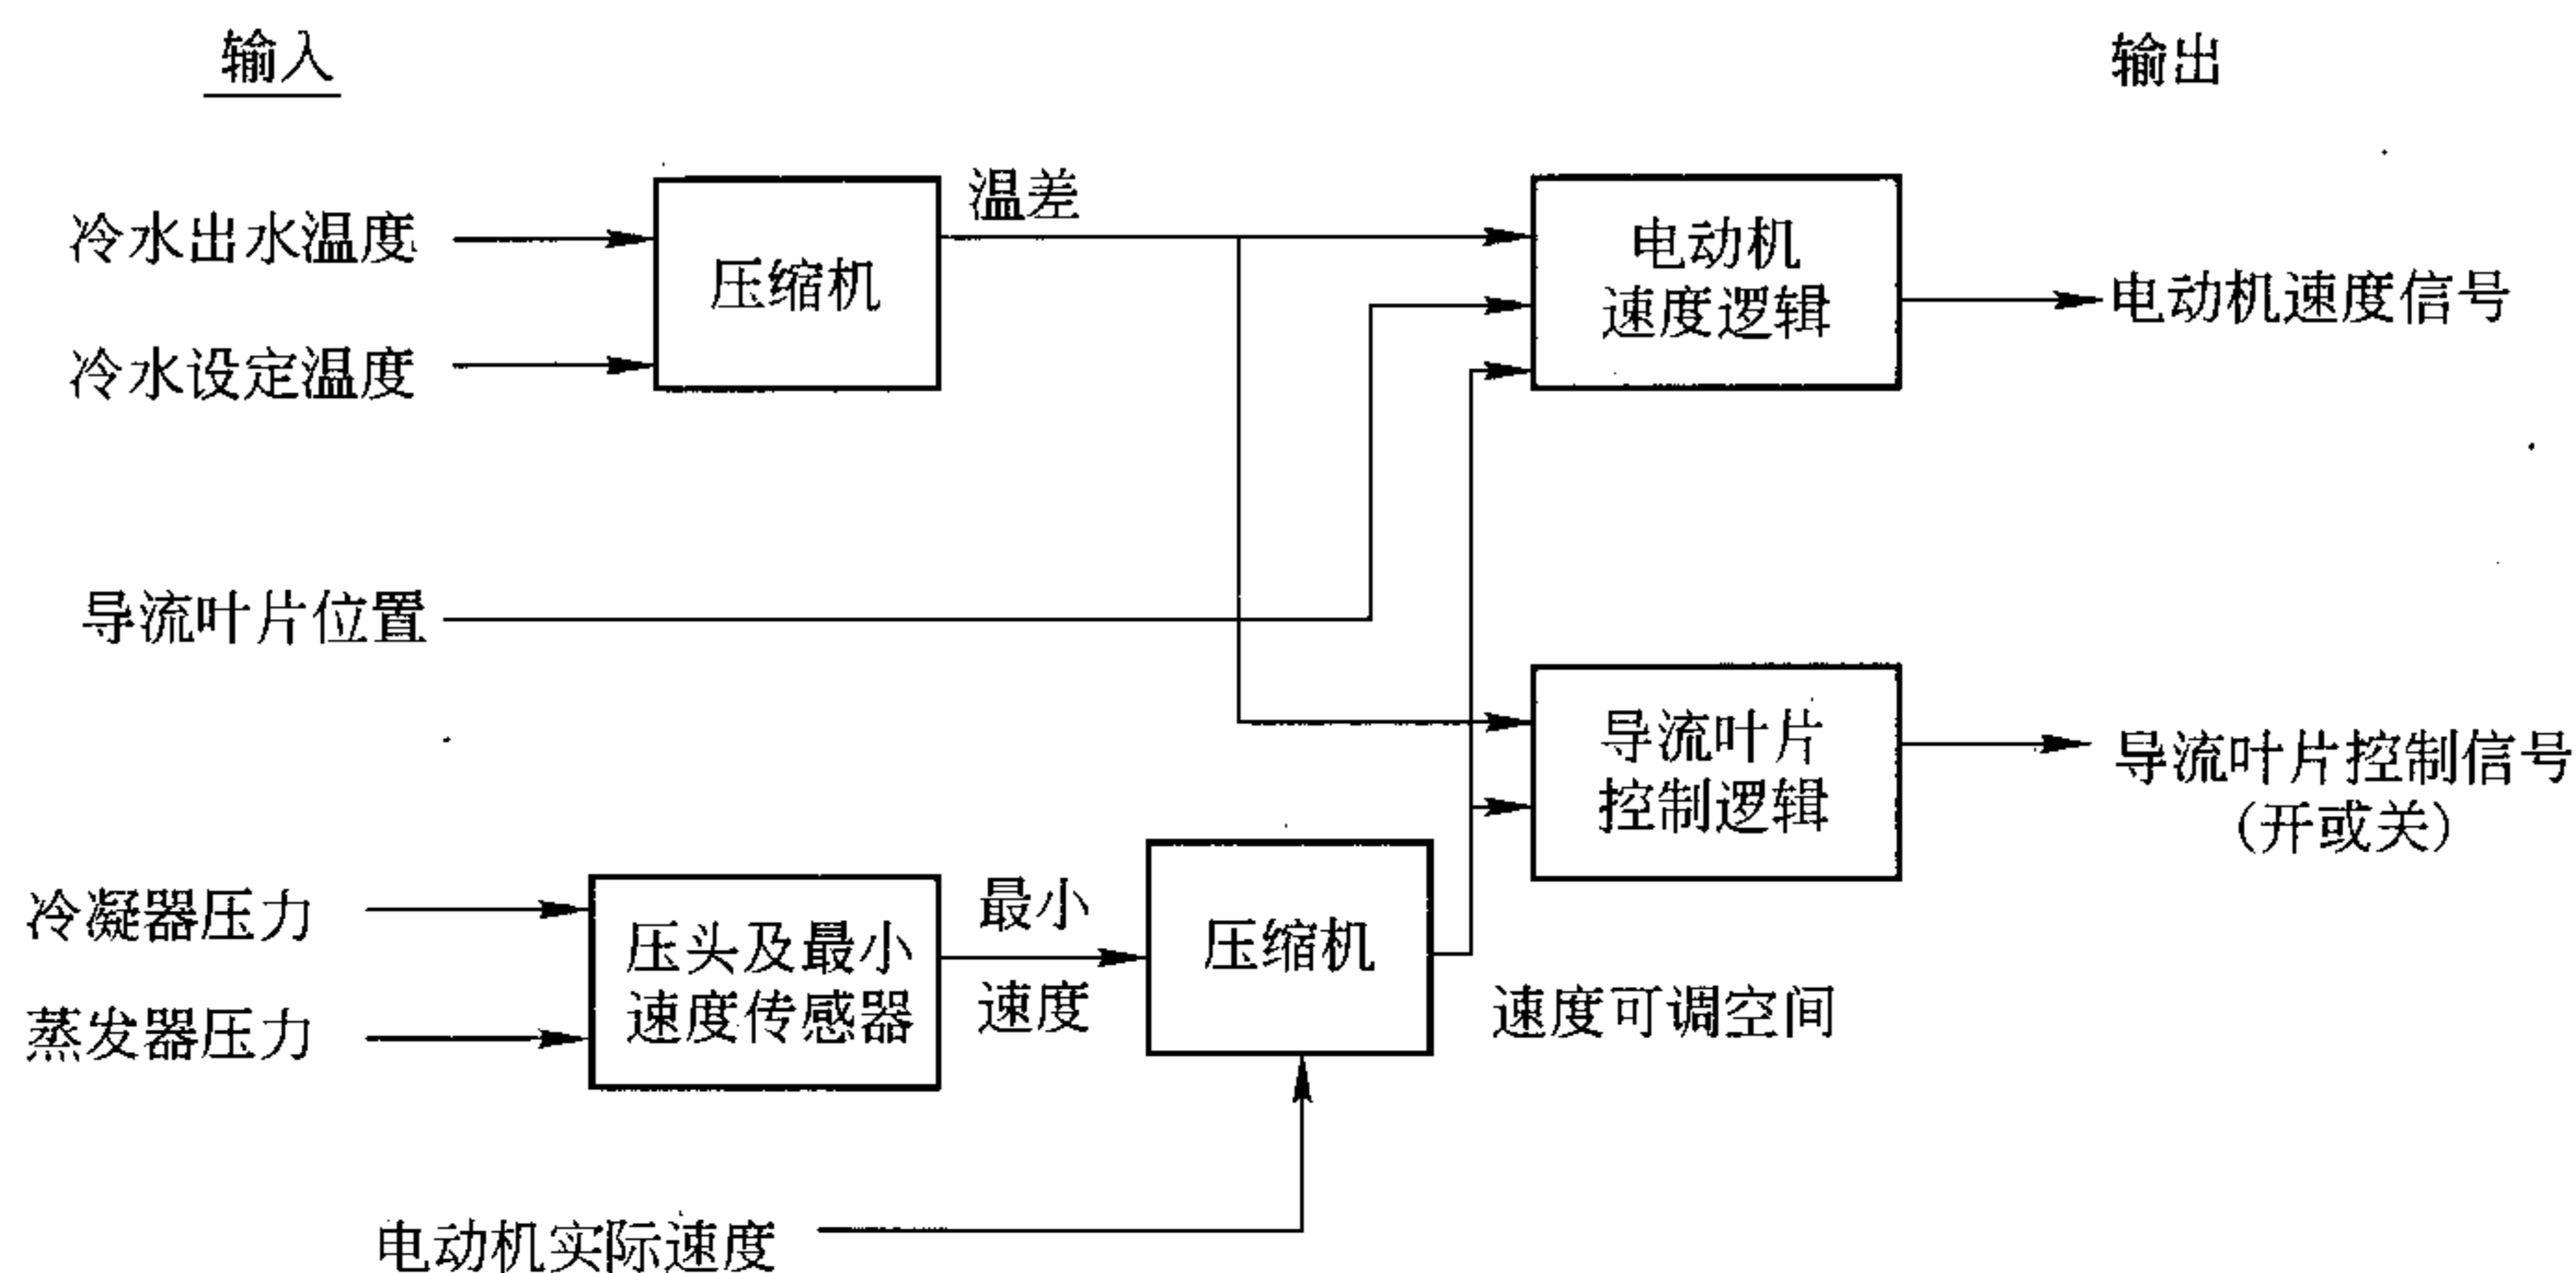 输入
输出
冷水出水温度
冷水设定温度
压缩机
温差
电动机
速度逻辑
电动机速度信号
导流叶片位置
导流叶片
控制逻辑
导流叶片控制信号
(开或关)
冷凝器压力
蒸发器压力
压头及最小
速度传感器
最小
速度
压缩机
速度可调空间
电动机实际速度